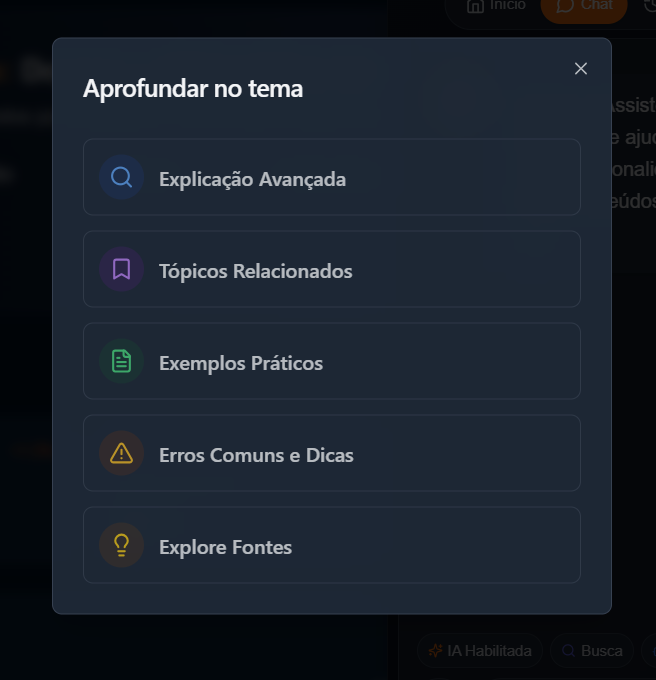 Início
Chat
Aprofundar no tema
Explicação Avançada
Tópicos Relacionados
Exemplos Práticos
Erros Comuns e Dicas
Explore Fontes
IA Habilitada
Busca